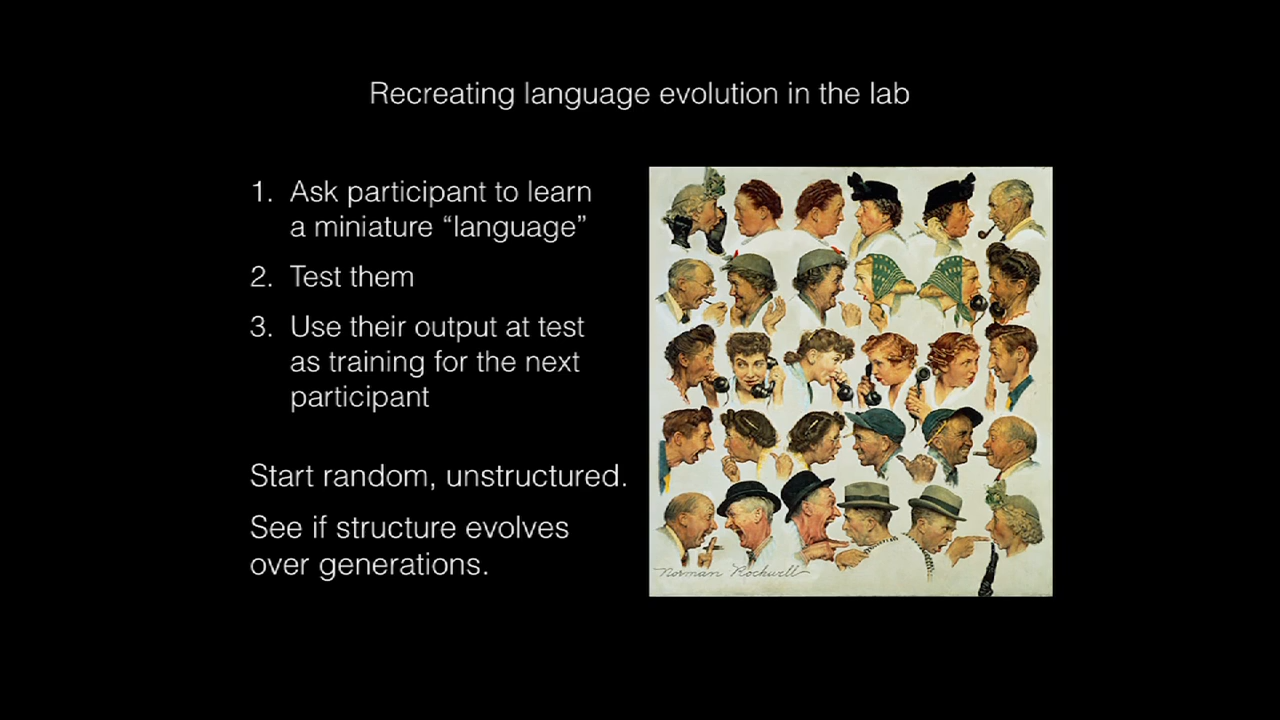 Recreating language evolution in the lab
1. Ask participant to learn
a miniature “language”
2. Test them
3. Use their output at test
as training for the next
participant
Start random, unstructured.
See if structure evolves
over generations.
Norman Rockwell